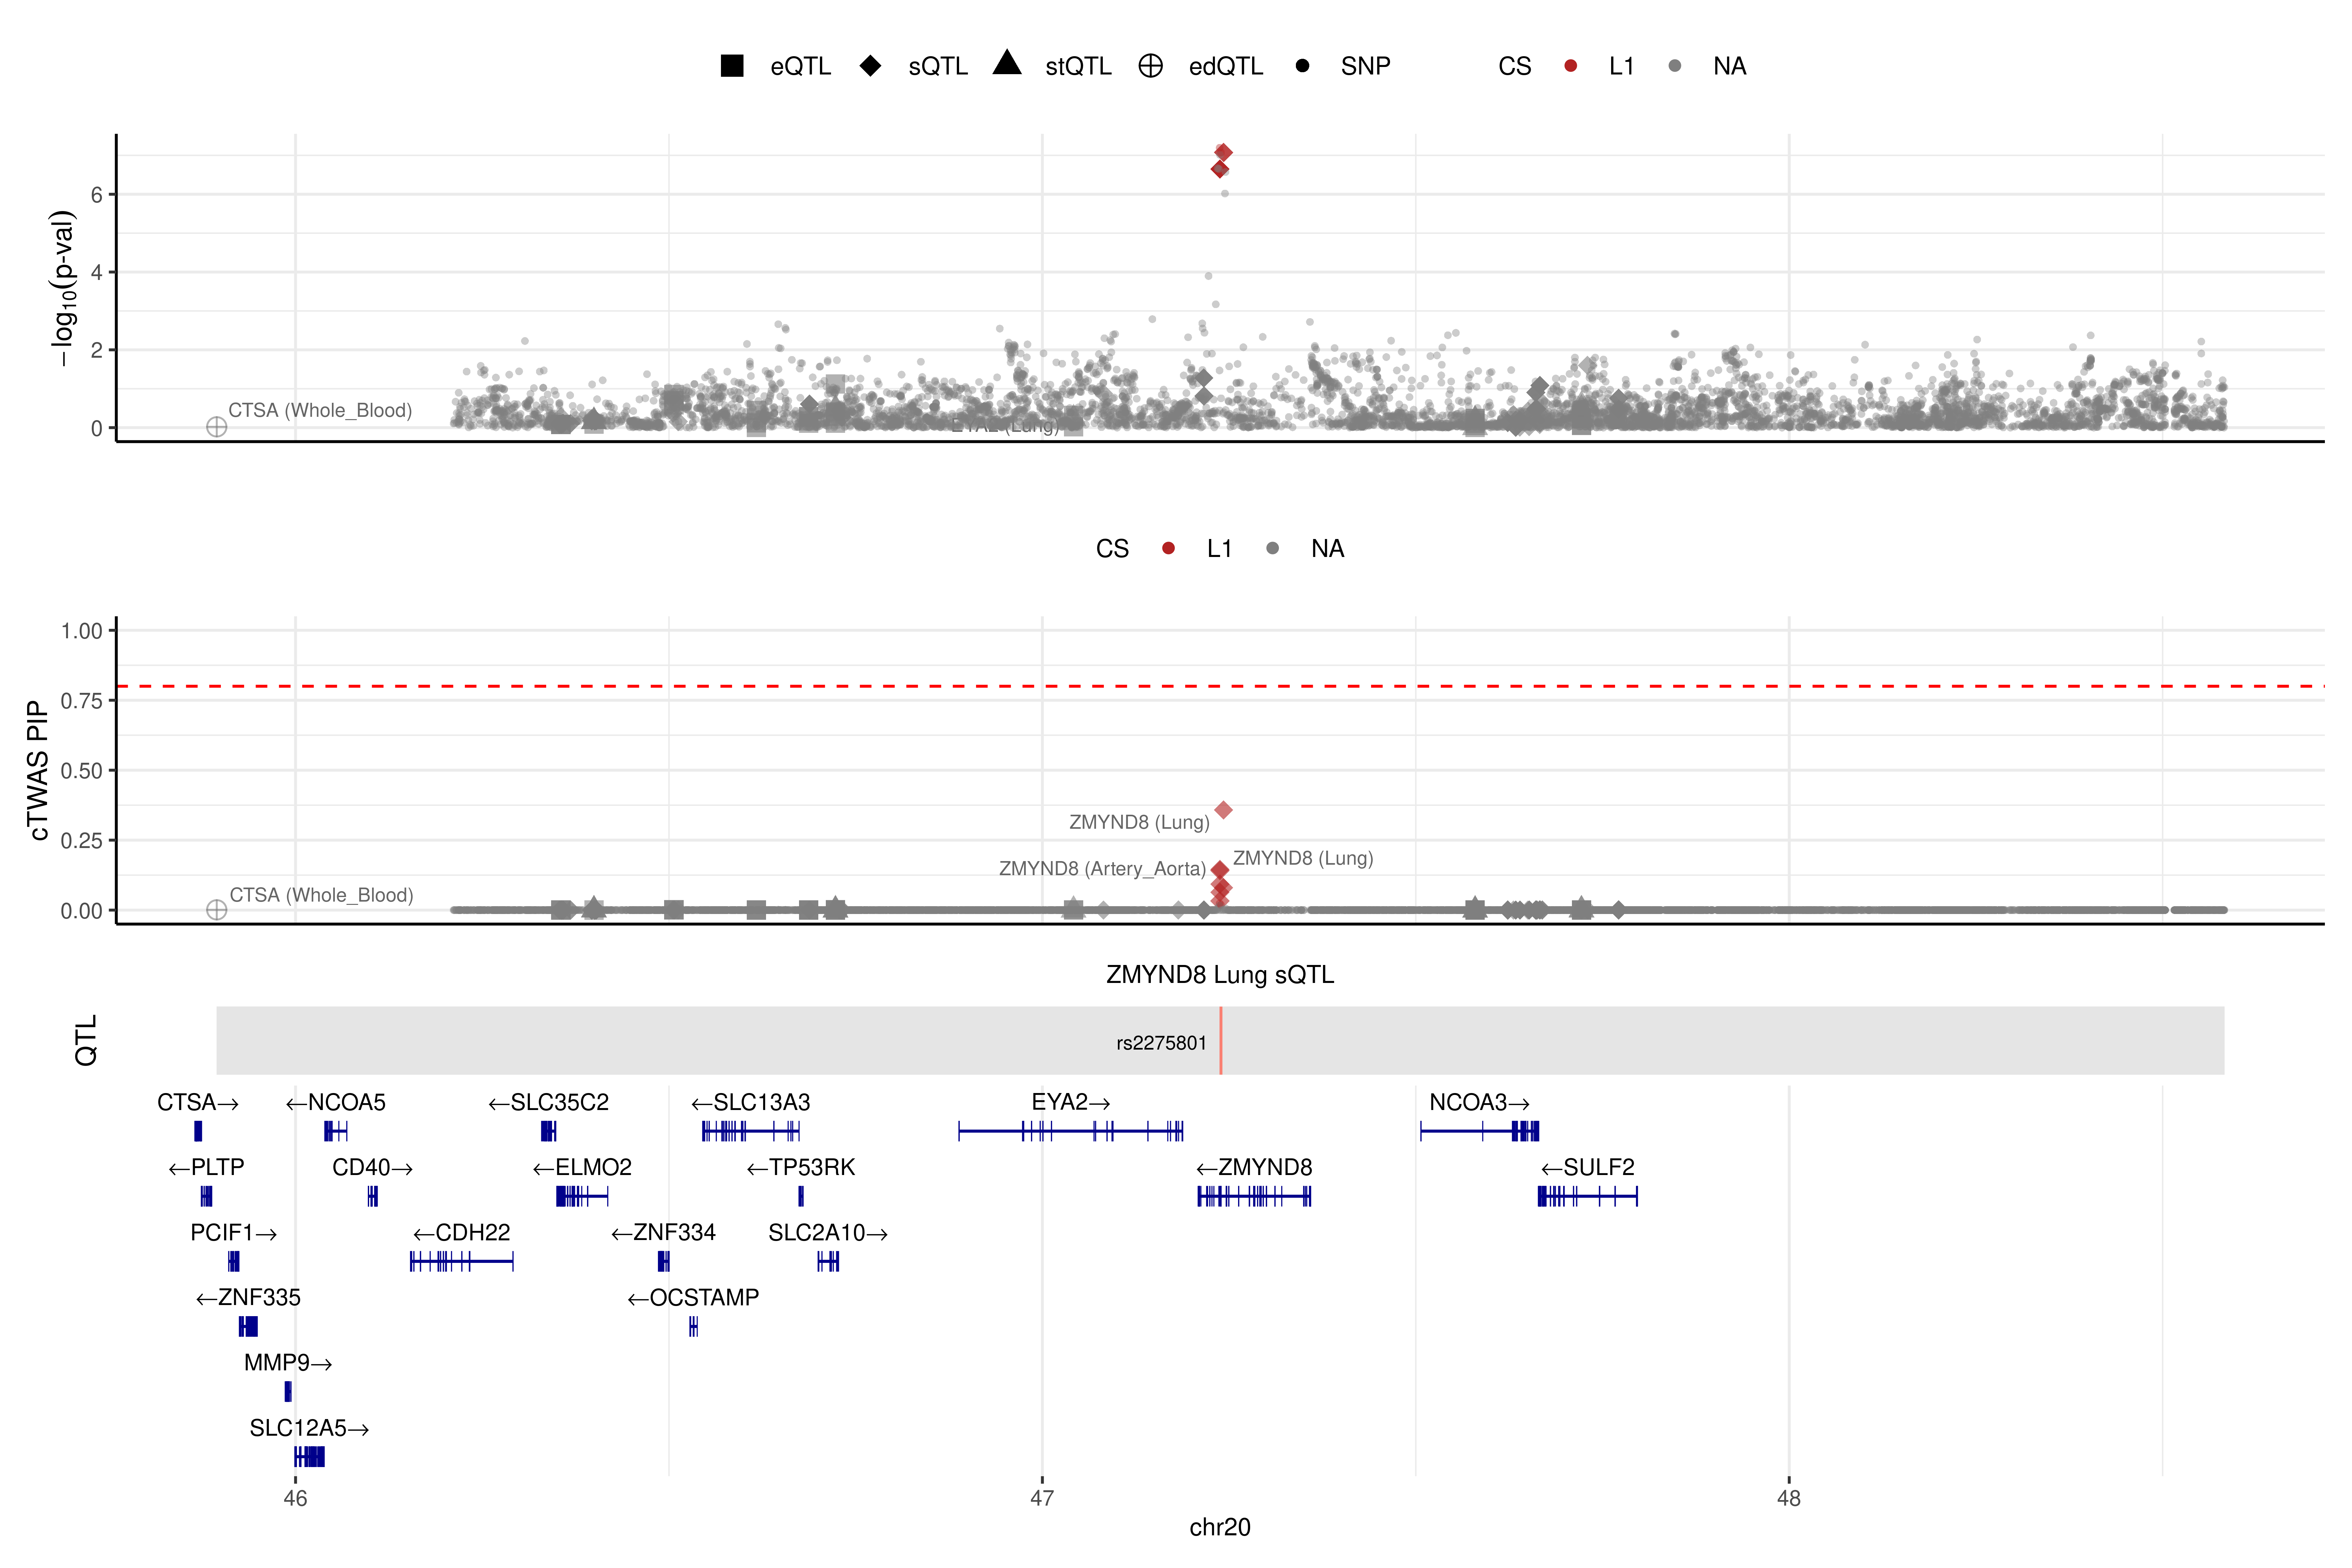 eQTL sQTL stQTL edQTL SNP CS L1 NA
−log10(p-val)
6
4
2
0
CTSA (Whole_Blood)
EYA2 (Lung)
CS L1 NA
cTWAS PIP
1.00
0.75
0.50
0.25
0.00
ZMYND8 (Lung)
ZMYND8 (Lung)
ZMYND8 (Artery_Aorta)
CTSA (Whole_Blood)
ZMYND8 Lung sQTL
QTL
rs2275801
CTSA→ ←NCOA5 ←SLC35C2 ←SLC13A3 EYA2→ NCOA3→
←PLTP CD40→ ←ELMO2 ←TP53RK ←ZMYND8 ←SULF2
PCIF1→ ←CDH22 ←ZNF334 SLC2A10→
←ZNF335 ←OCSTAMP
MMP9→
SLC12A5→
46 47 48
chr20